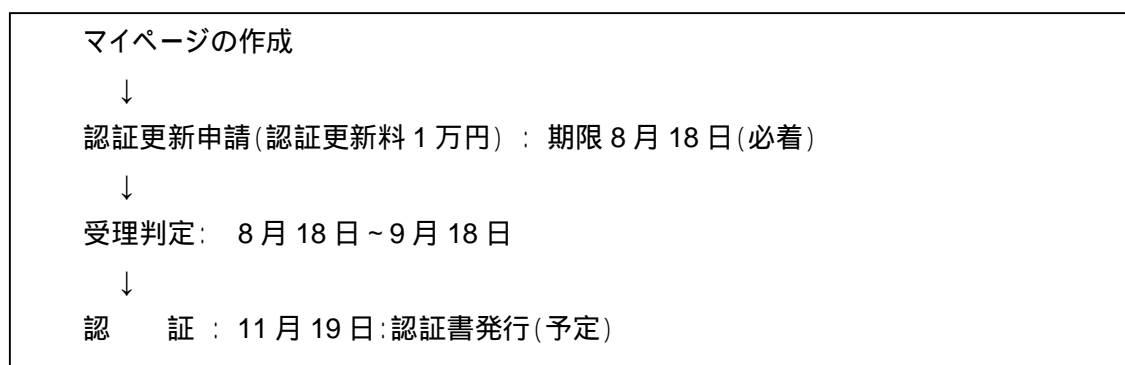 マイページの作成
↓
認証更新申請(認証更新料 1 万円) : 期限 8 月 18 日(必着)
↓
受理判定: 8 月 18 日~9 月 18 日
↓
認　　証 : 11 月 19 日:認証書発行(予定)